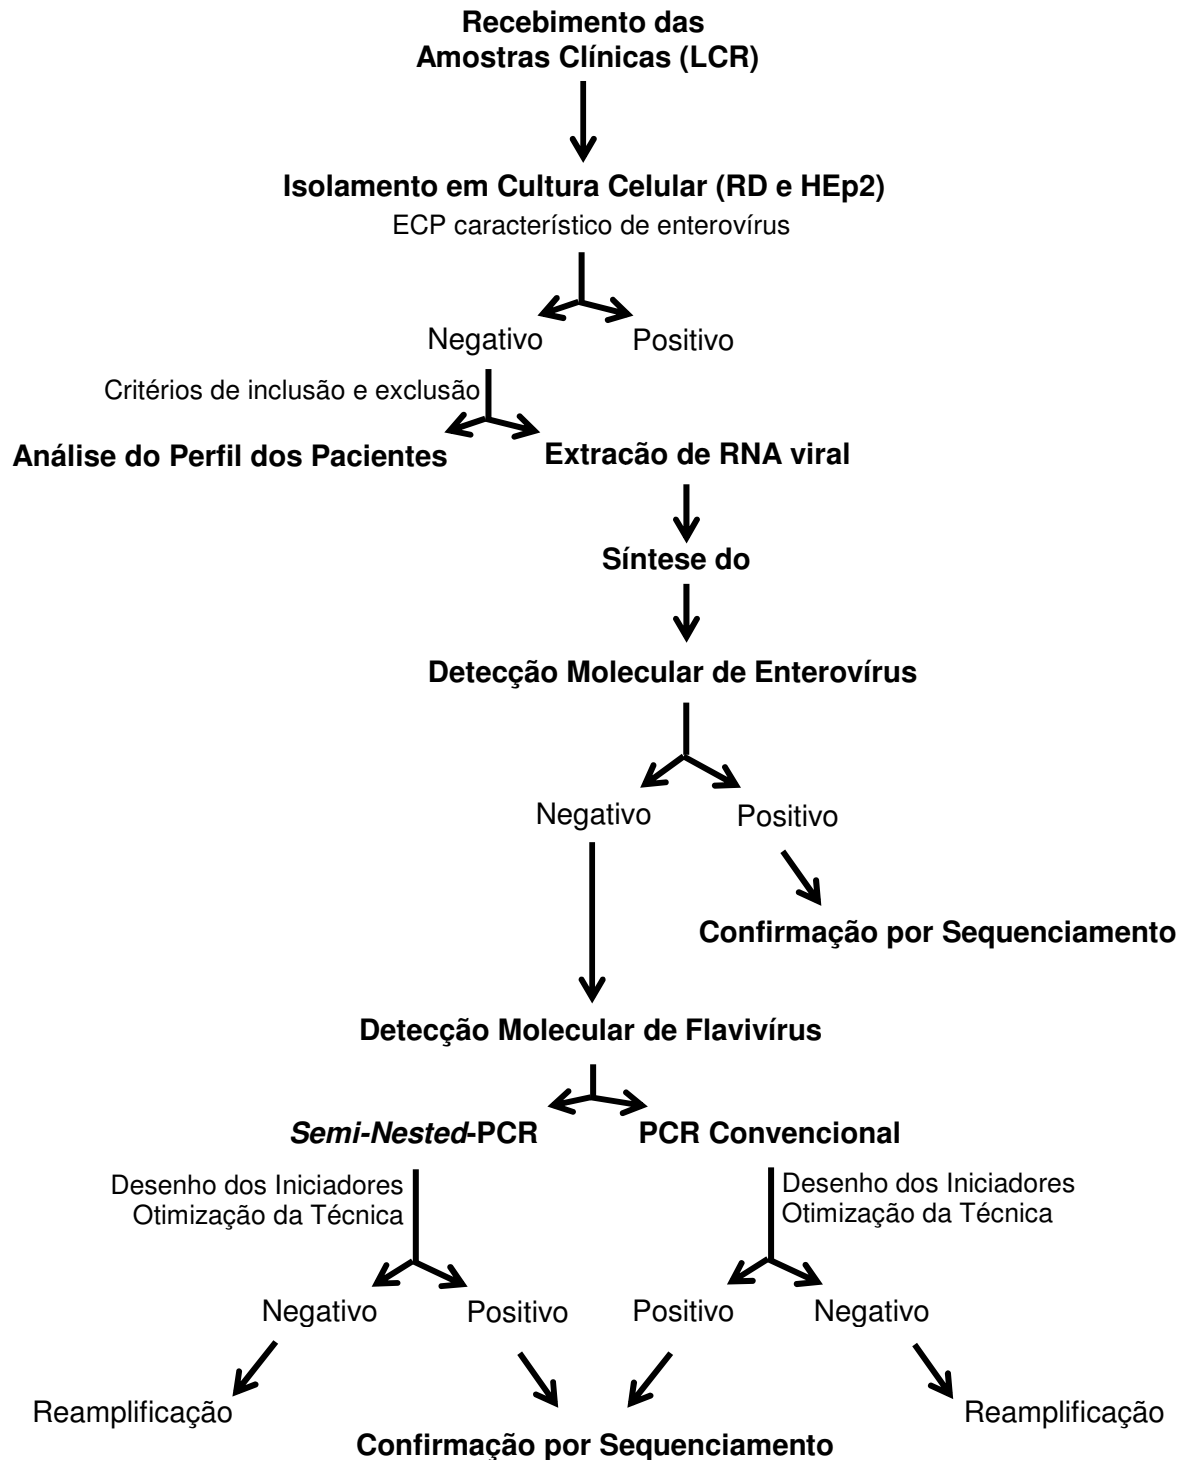 Recebimento das
Amostras Clínicas (LCR)
Isolamento em Cultura Celular (RD e HEp2)
ECP característico de enterovírus
Negativo
Positivo
Critérios de inclusão e exclusão
Análise do Perfil dos Pacientes
Extracão de RNA viral
Síntese do
Detecção Molecular de Enterovírus
Negativo
Positivo
Confirmação por Sequenciamento
Detecção Molecular de Flavivírus
Semi-Nested-PCR
PCR Convencional
Desenho dos Iniciadores
Otimização da Técnica
Desenho dos Iniciadores
Otimização da Técnica
Negativo
Positivo
Positivo
Negativo
Reamplificação
Reamplificação
Confirmação por Sequenciamento